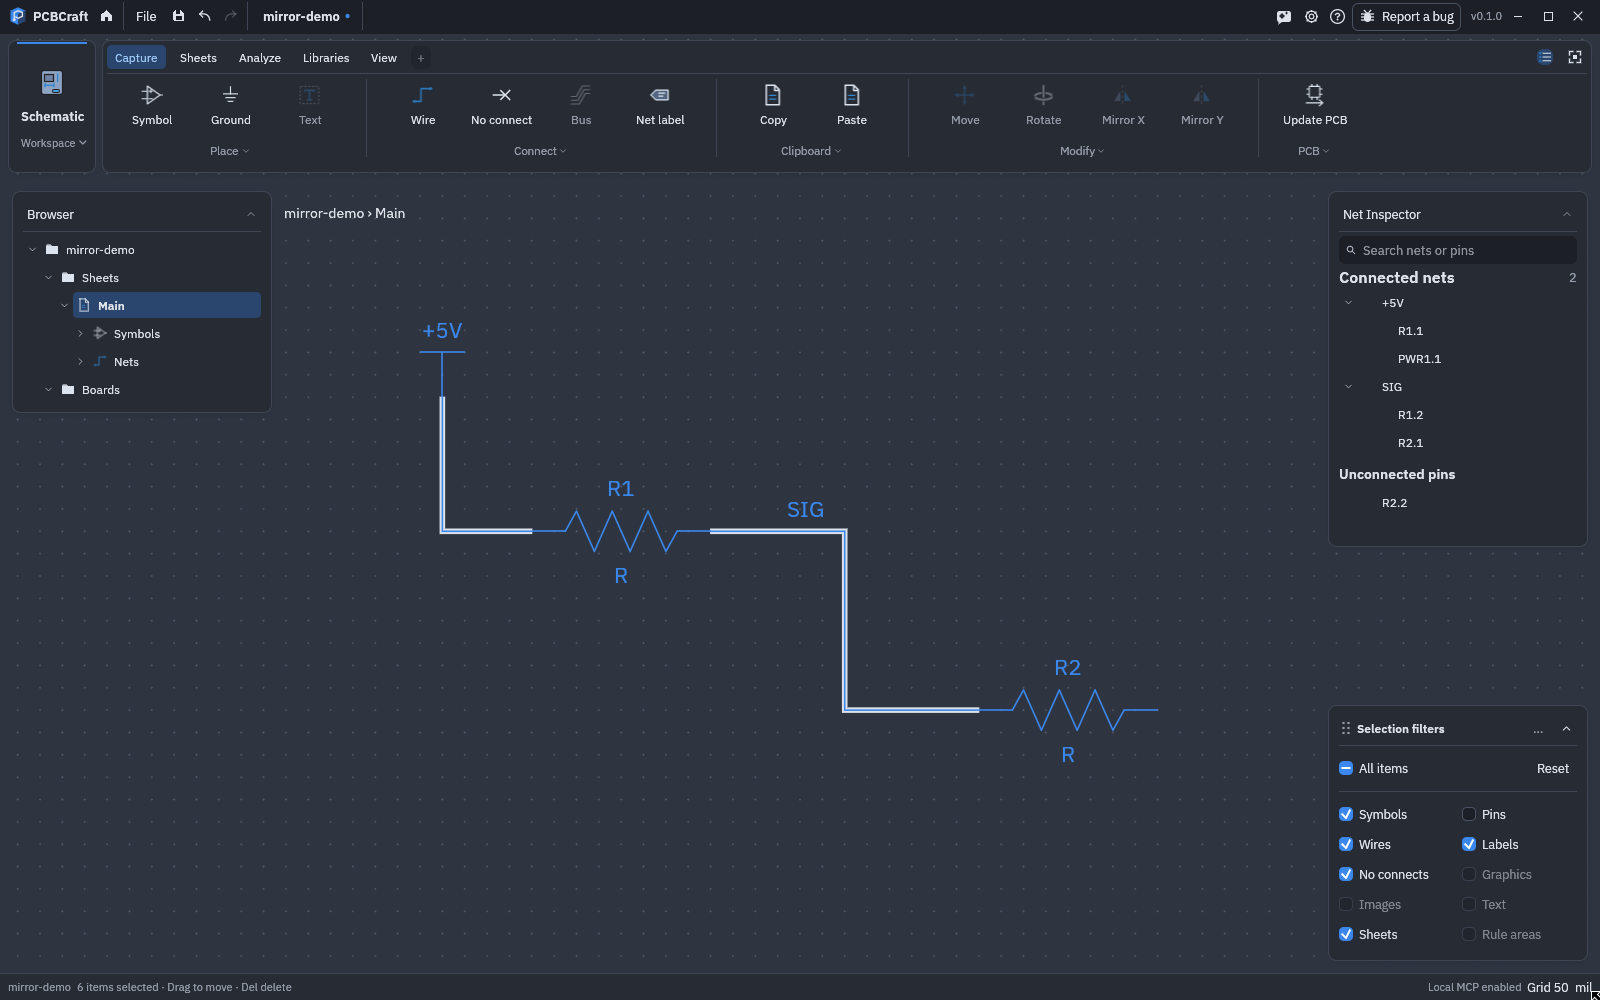 PCBCraft File mirror-demo Report a bug v0.1.0
Schematic
Workspace
Capture Sheets Analyze Libraries View +
Symbol Ground Text Wire No connect Bus Net label Copy Paste Move Rotate Mirror X Mirror Y Update PCB
Place Connect Clipboard Modify PCB
Browser
mirror-demo
Sheets
Main
Symbols
Nets
Boards
mirror-demo › Main
+5V
R1
R
SIG
R2
R
Net Inspector
Search nets or pins
Connected nets 2
+5V
R1.1
PWR1.1
SIG
R1.2
R2.1
Unconnected pins
R2.2
Selection filters ...
All items Reset
Symbols Pins
Wires Labels
No connects Graphics
Images Text
Sheets Rule areas
mirror-demo 6 items selected · Drag to move · Del delete Local MCP enabled Grid 50 mil